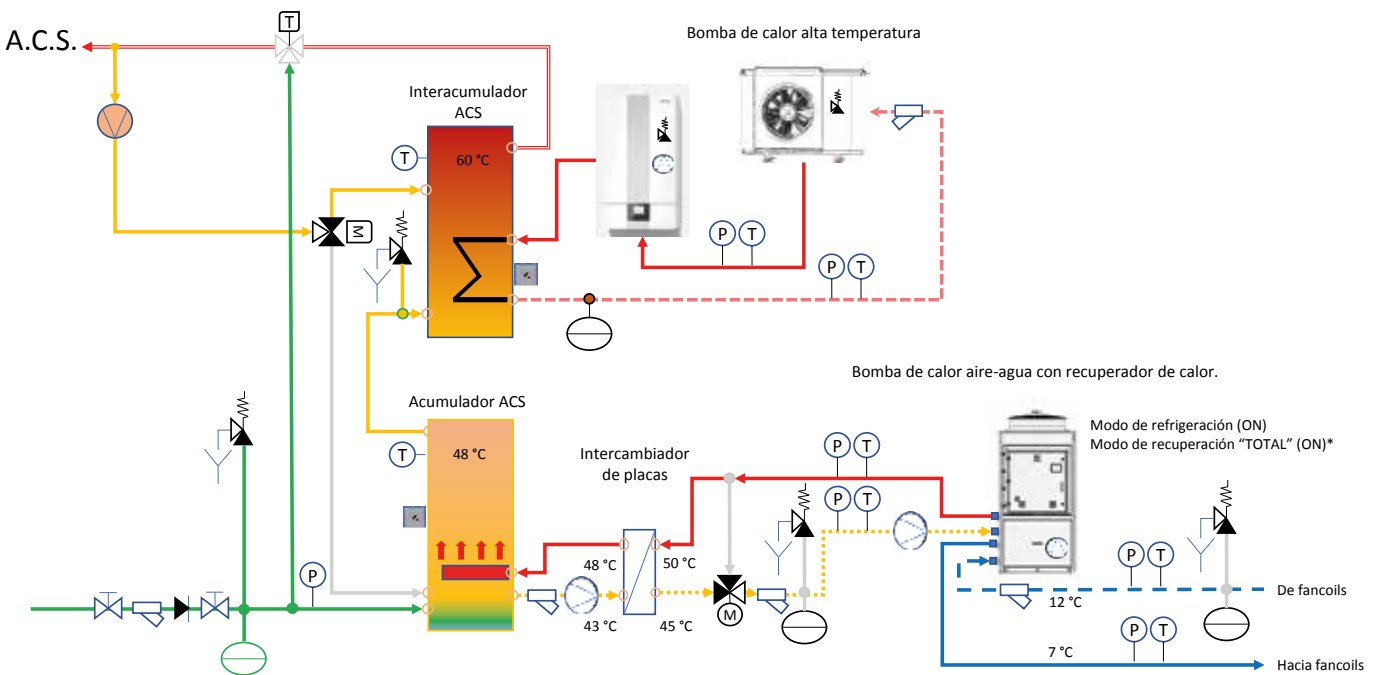 Bomba de calor alta temperatura
T
A.C.S.
Interacumulador
ACS
T
60 °C
M
P
T
P
T
Bomba de calor aire-agua con recuperador de calor.
Acumulador ACS
T
48 °C
Intercambiador
de placas
P
T
P
T
Modo de refrigeración (ON)
Modo de recuperación “TOTAL” (ON)*
48 °C
50 °C
P
P
T
De fancoils
12 °C
43 °C
45 °C
M
P
T
7 °C
Hacia fancoils